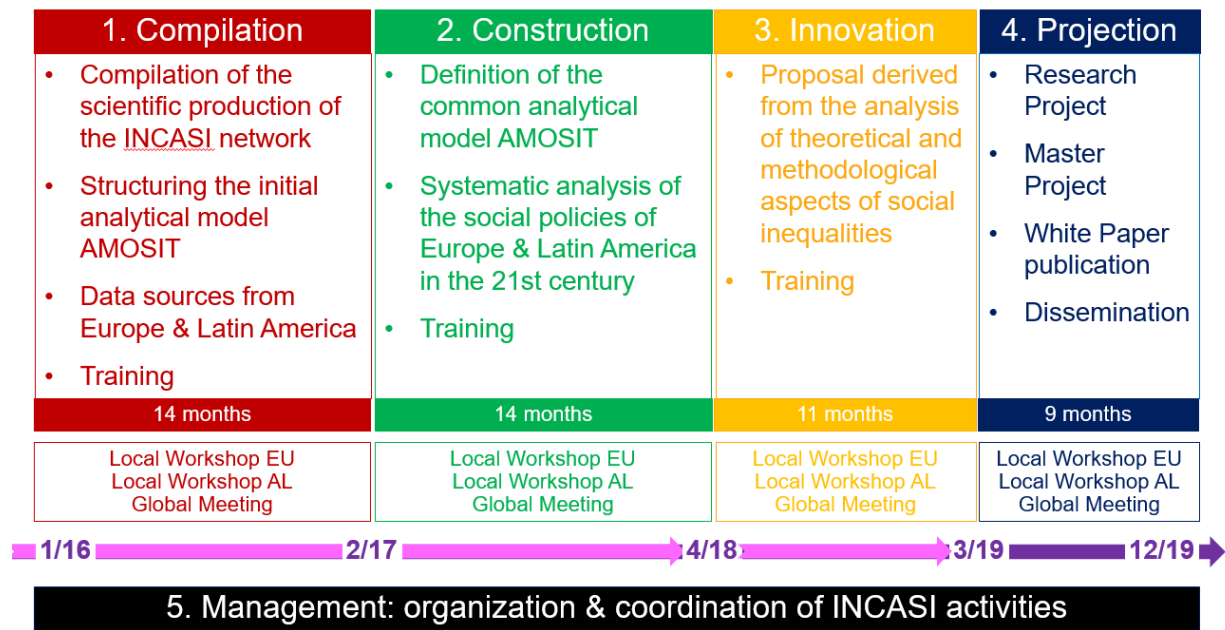 1. Compilation
• Compilation of the
scientific production of
the INCASI network
• Structuring the initial
analytical model
AMOSIT
• Data sources from
Europe & Latin America
• Training
14 months
Local Workshop EU
Local Workshop AL
Global Meeting
2. Construction
• Definition of the
common analytical
model AMOSIT
• Systematic analysis of
the social policies of
Europe & Latin America
in the 21st century
• Training
14 months
Local Workshop EU
Local Workshop AL
Global Meeting
3. Innovation
• Proposal derived
from the analysis
of theoretical and
methodological
aspects of social
inequalities
• Training
11 months
Local Workshop EU
Local Workshop AL
Global Meeting
4. Projection
• Research
Project
• Master
Project
• White Paper
publication
• Dissemination
9 months
Local Workshop EU
Local Workshop AL
Global Meeting
1/16 2/17 4/18 3/19 12/19
5. Management: organization & coordination of INCASI activities